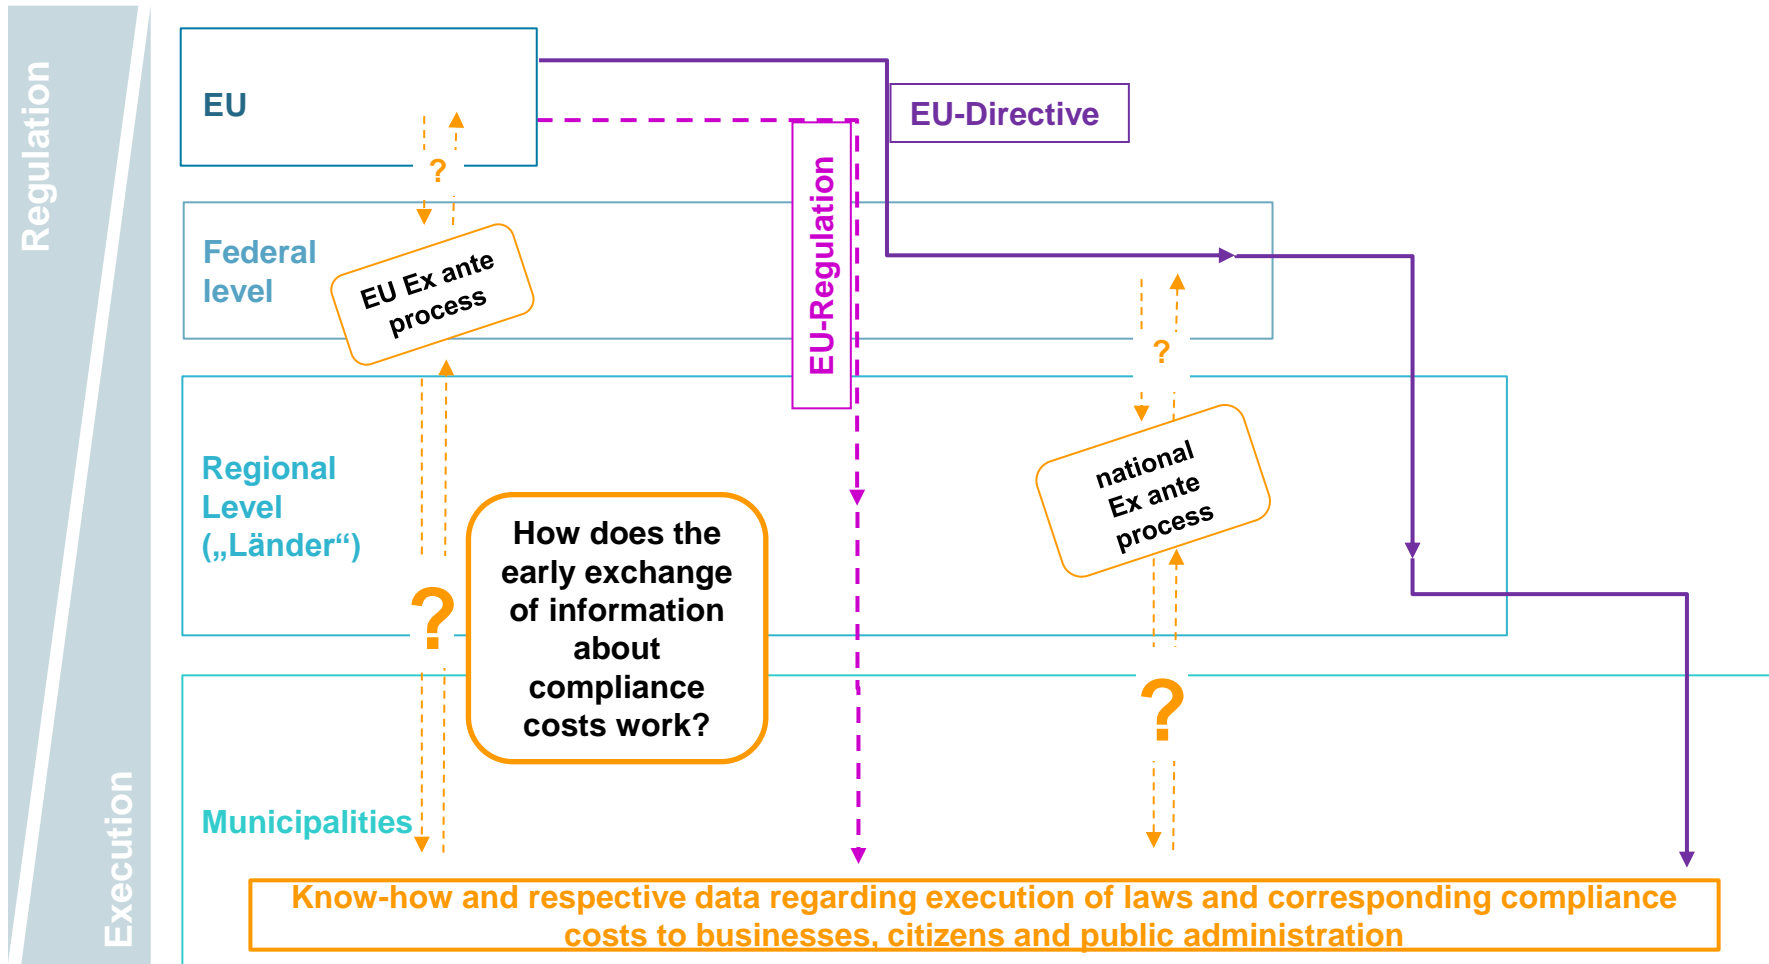 Regulation
Execution
EU
EU-Directive
?
EU-Regulation
Federal
level
EU Ex ante
process
?
Regional
Level
(„Länder“)
national
Ex ante
process
How does the
early exchange
of information
about
compliance
costs work?
?
?
Municipalities
Know-how and respective data regarding execution of laws and corresponding compliance
costs to businesses, citizens and public administration